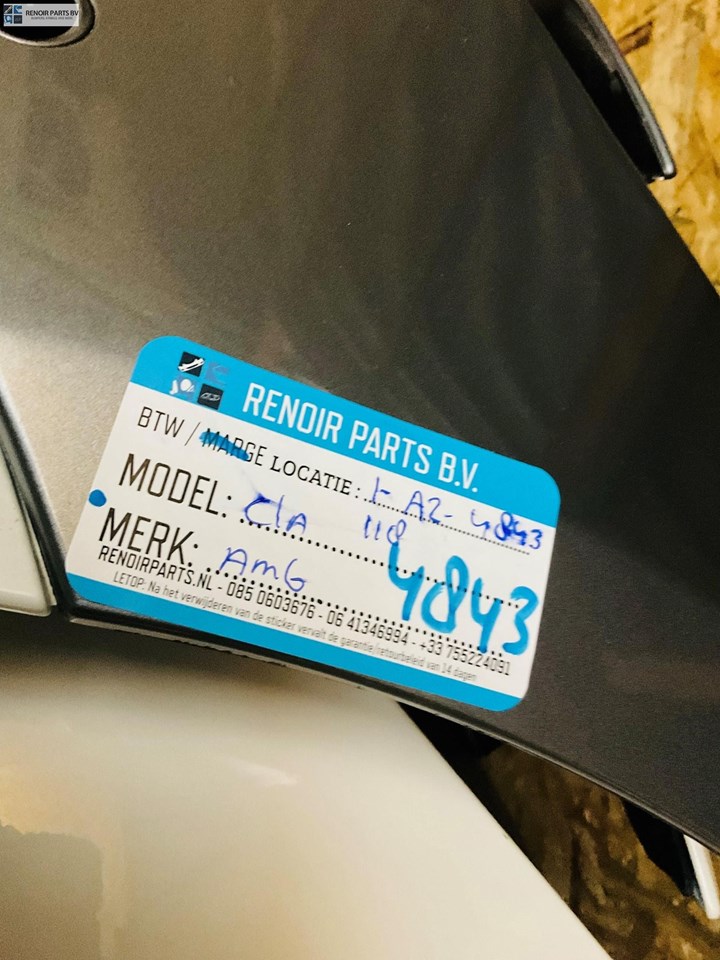 RENOIR PARTS BV
RENOIR PARTS B.V.
BTW / MARGE LOCATIE: 1- A2- 4843
MODEL: ClA 118
MERK: AMG 4843
RENOIRPARTS.NL - 085 0603676 - 06 41346994 - +33 755224091
LETOP: Na het verwijderen van de sticker vervalt de garantie/retourbeleid van 14 dagen